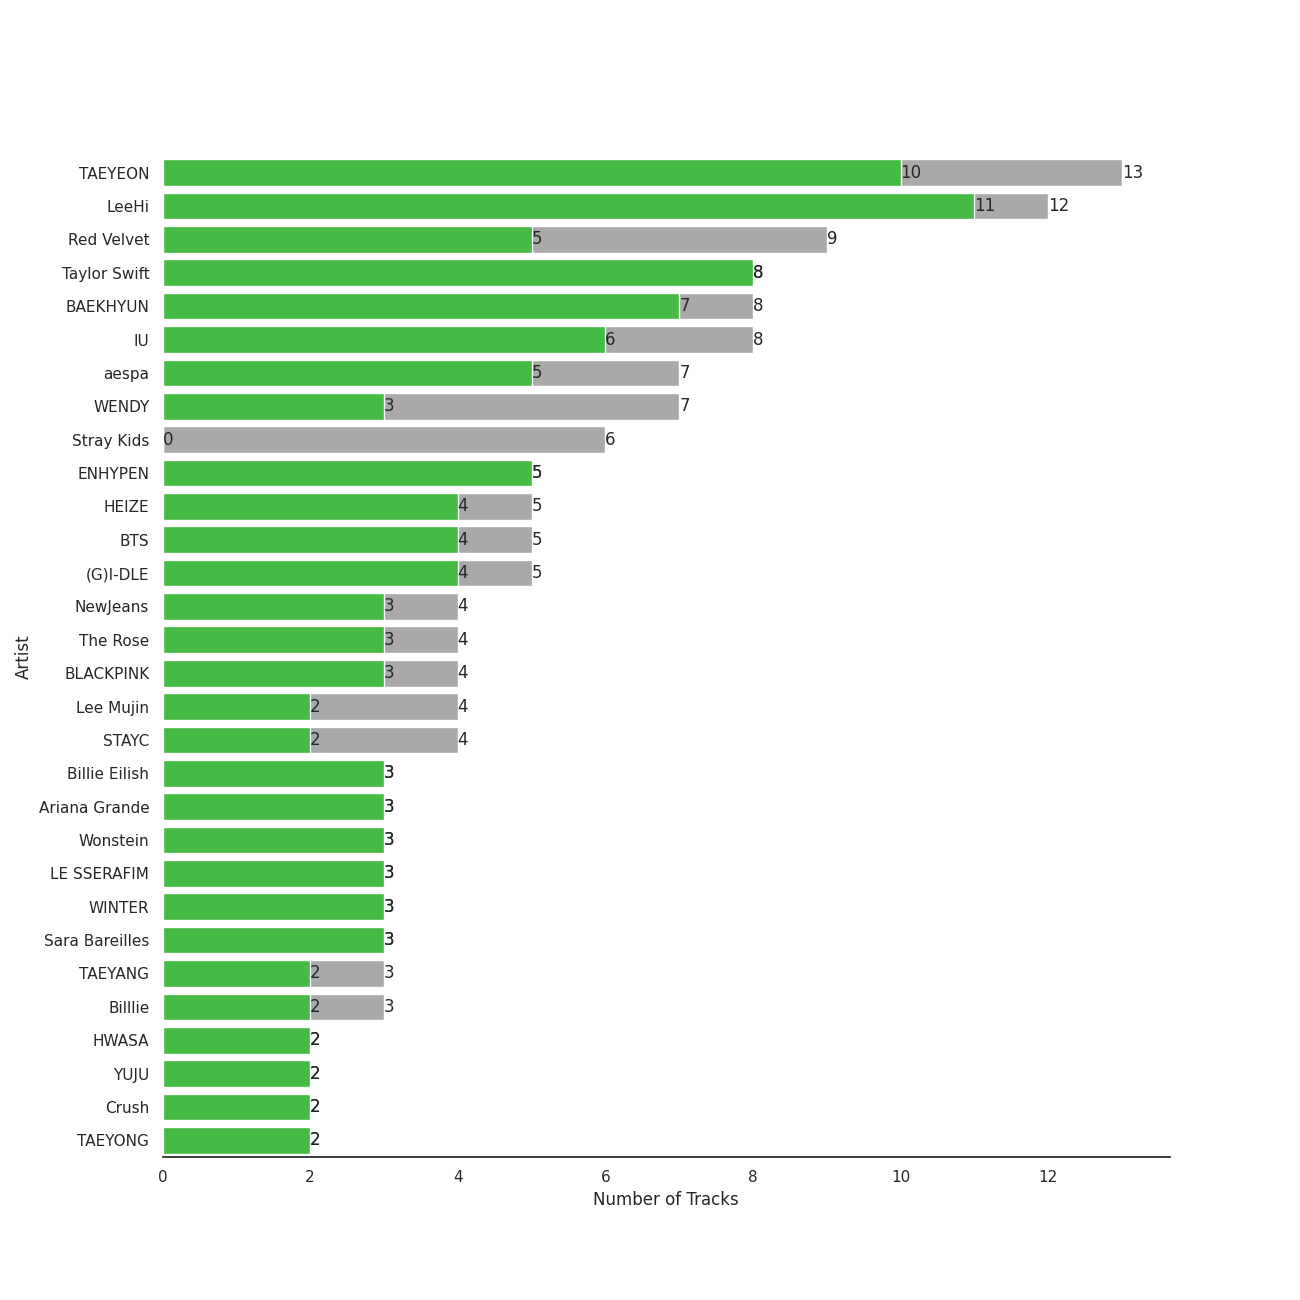 TAEYEON 10 13
LeeHi 11 12
Red Velvet 5 9
Taylor Swift 8
BAEKHYUN 7 8
IU 6 8
aespa 5 7
WENDY 3 7
Stray Kids 0 6
ENHYPEN 5
HEIZE 4 5
BTS 4 5
(G)I-DLE 4 5
NewJeans 3 4
The Rose 3 4
BLACKPINK 3 4
Lee Mujin 2 4
STAYC 2 4
Billie Eilish 3
Ariana Grande 3
Wonstein 3
LE SSERAFIM 3
WINTER 3
Sara Bareilles 3
TAEYANG 2 3
Billlie 2 3
HWASA 2
YUJU 2
Crush 2
TAEYONG 2
0 2 4 6 8 10 12
Number of Tracks
Artist